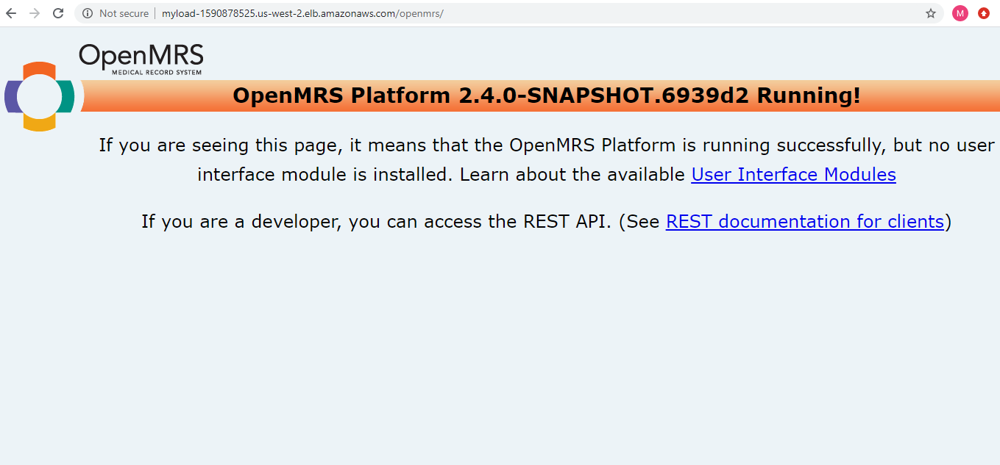 Not secure | myload-1590878525.us-west-2.elb.amazonaws.com/openmrs/
M
OpenMRS
MEDICAL RECORD SYSTEM
OpenMRS Platform 2.4.0-SNAPSHOT.6939d2 Running!
If you are seeing this page, it means that the OpenMRS Platform is running successfully, but no user
interface module is installed. Learn about the available User Interface Modules
If you are a developer, you can access the REST API. (See REST documentation for clients)